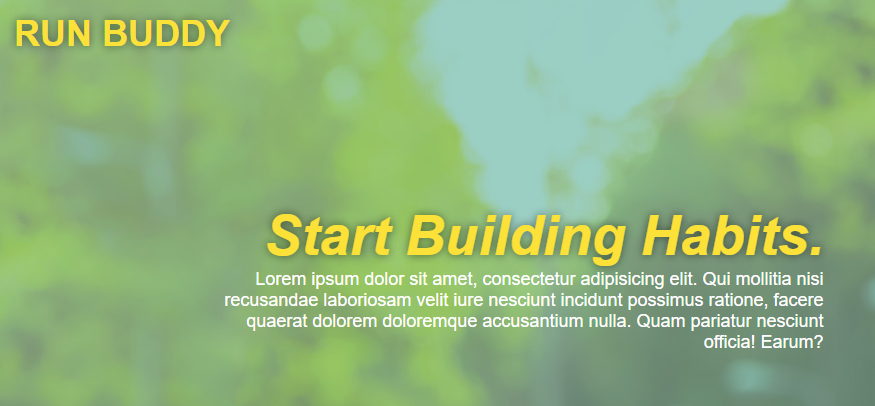 RUN BUDDY
Start Building Habits.
Lorem ipsum dolor sit amet, consectetur adipisicing elit. Qui mollitia nisi
recusandae laboriosam velit iure nesciunt incidunt possimus ratione, facere
quaerat dolorem doloremque accusantium nulla. Quam pariatur nesciunt
officia! Earum?